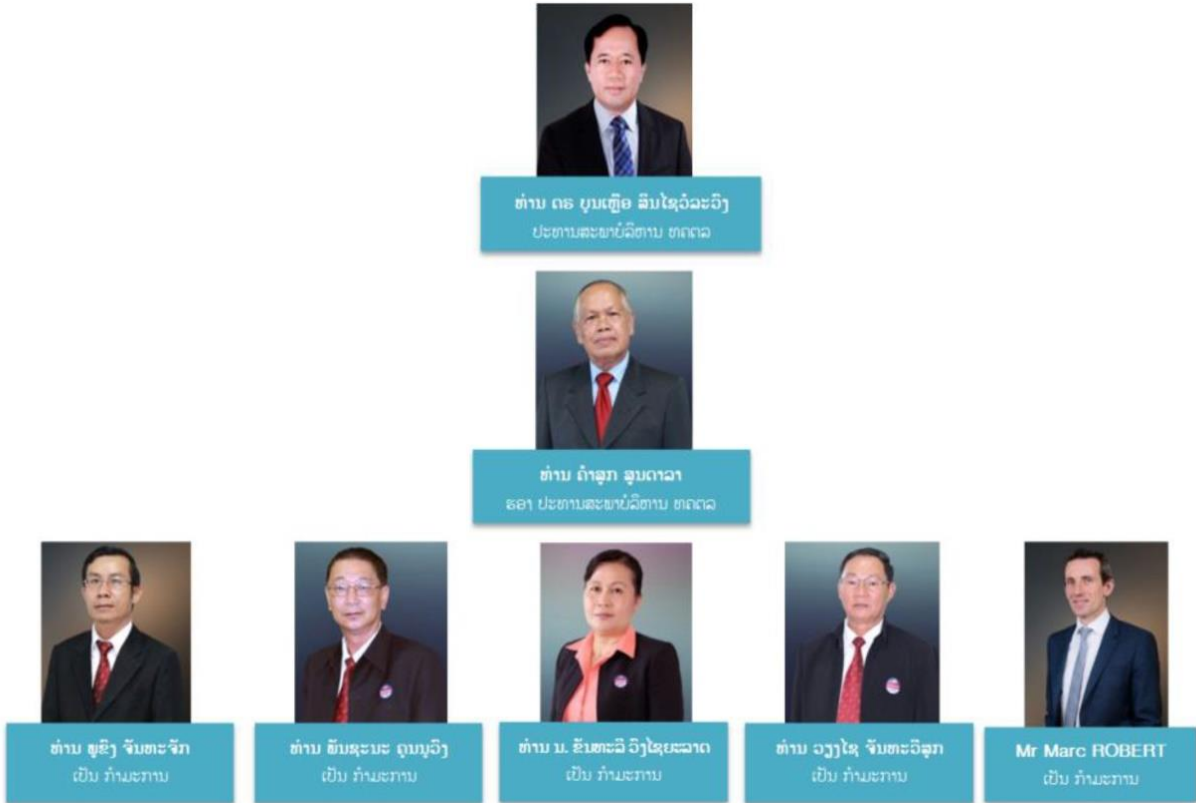 ທ່ານ ດຣ ບຸນເຫຼືອ ສິນໄຊວໍລະວົງ
ປະທານສະພາບໍລິຫານ ທຄຕລ
ທ່ານ ຄຳສຸກ ສຸນດາລາ
ຮອງ ປະທານສະພາບໍລິຫານ ທຄຕລ
ທ່ານ ພູຂົງ ຈັນທະຈັກ
ເປັນ ກຳມະການ
ທ່ານ ພັນຊະນະ ຄູນນູວົງ
ເປັນ ກຳມະການ
ທ່ານ ນ. ຂັນທະລີ ວົງໄຊຍະລາດ
ເປັນ ກຳມະການ
ທ່ານ ວຽງໄຊ ຈັນທະວີສຸກ
ເປັນ ກຳມະການ
Mr Marc ROBERT
ເປັນ ກຳມະການ